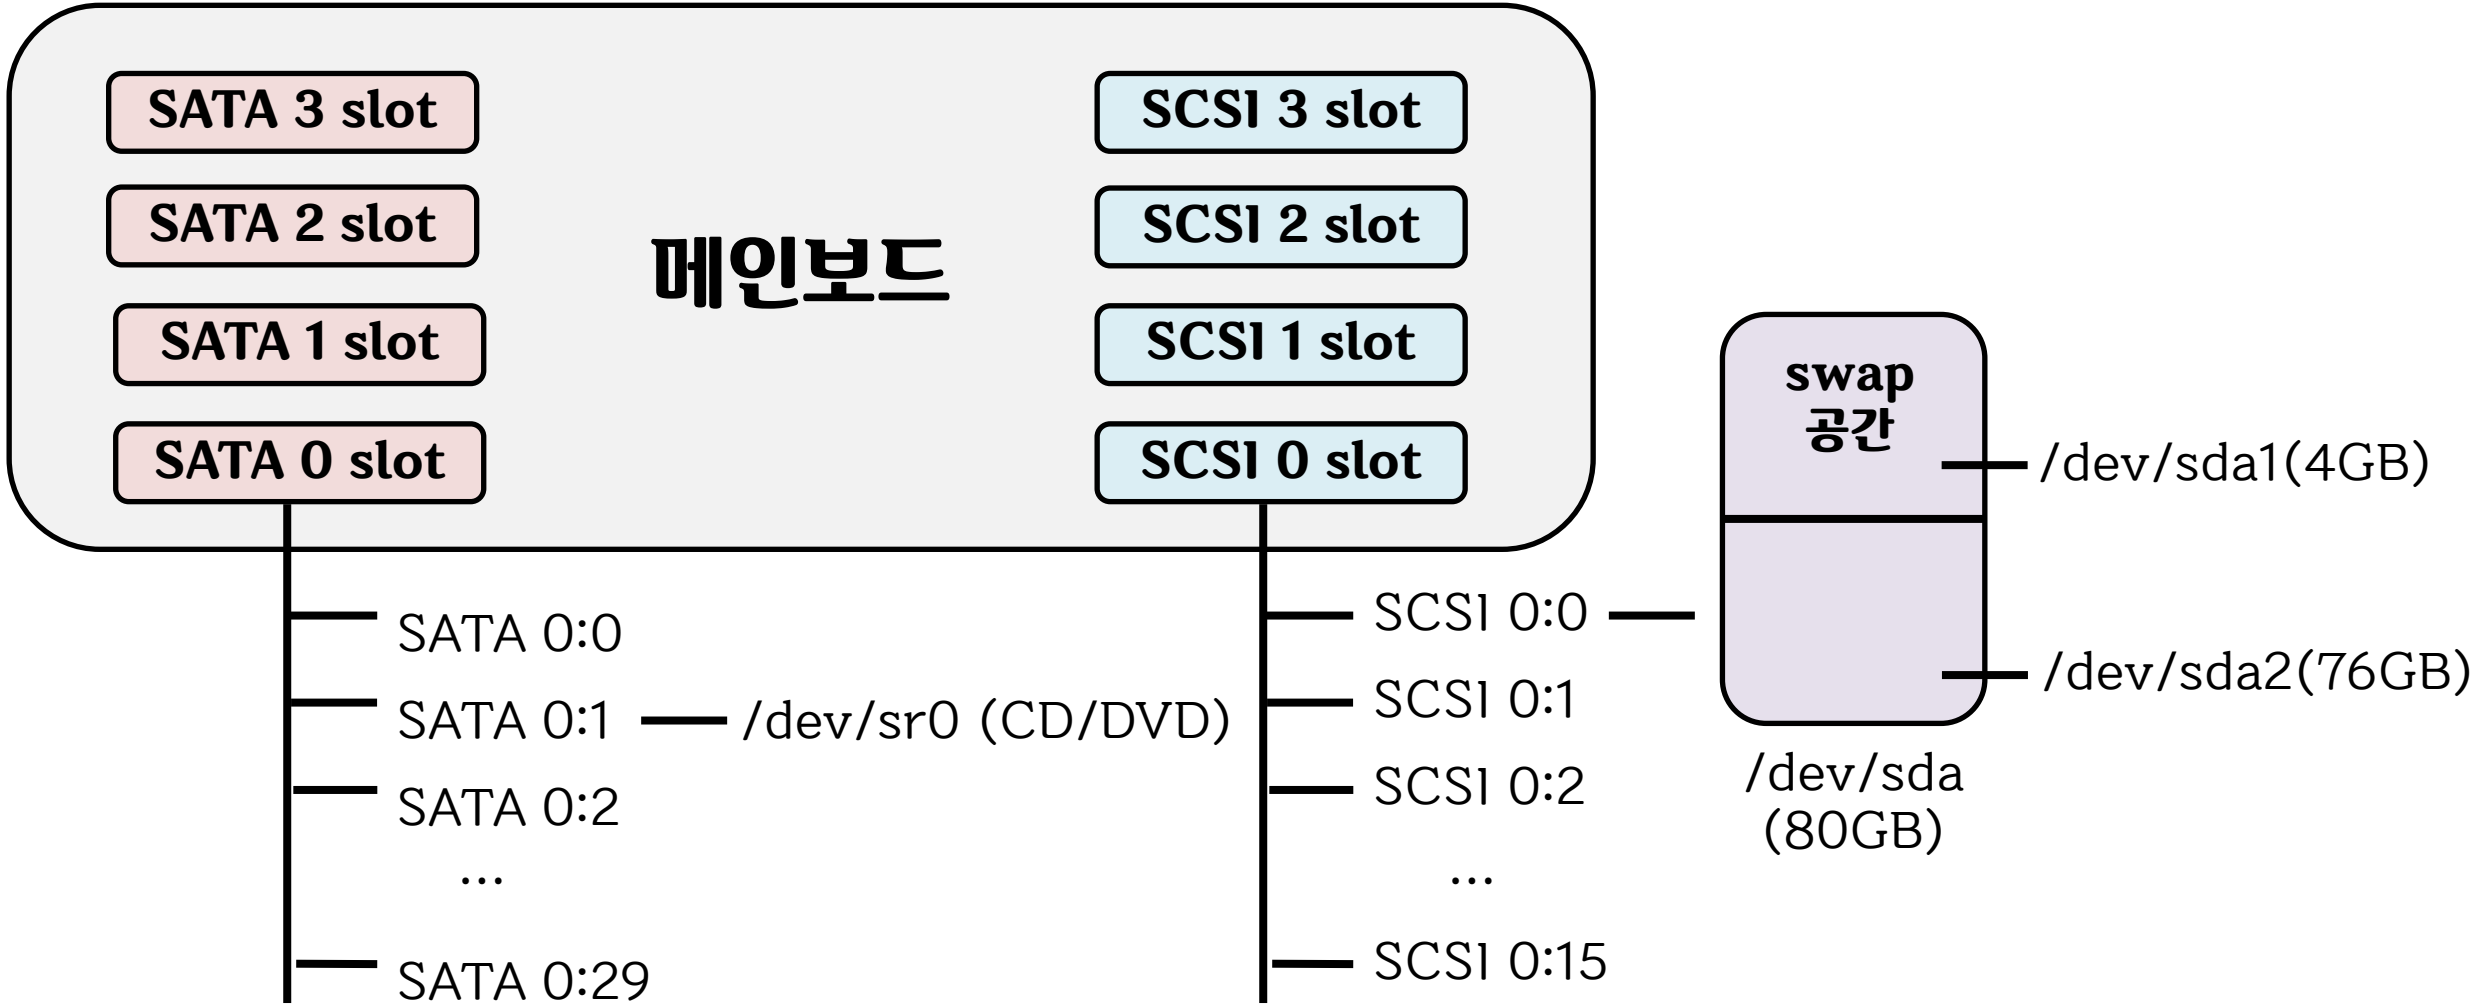 SATA 3 slot
SATA 2 slot
SATA 1 slot
SATA 0 slot
메인보드
SCSI 3 slot
SCSI 2 slot
SCSI 1 slot
SCSI 0 slot
SATA 0:0
SATA 0:1
/dev/sr0 (CD/DVD)
SATA 0:2
...
SATA 0:29
SCSI 0:0
SCSI 0:1
SCSI 0:2
...
SCSI 0:15
swap
공간
/dev/sda1(4GB)
/dev/sda2(76GB)
/dev/sda
(80GB)